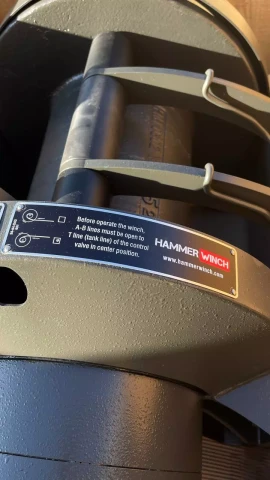 Before operate the winch,
A-B lines must be open to
T line (tank line) of the control
valve in center position.
HAMMER WINCH
www.hammerwinch.com